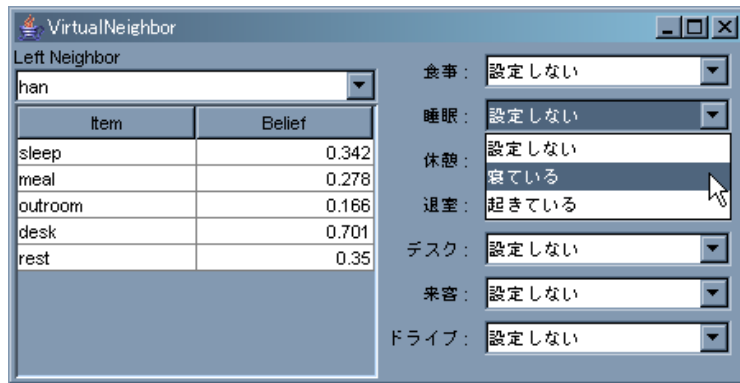 VirtualNeighbor
Left Neighbor
han
Item Belief
sleep 0.342
meal 0.278
outroom 0.166
desk 0.701
rest 0.35
食事: 設定しない
睡眠: 設定しない
設定しない
休憩: 寝ている
退室: 起きている
デスク: 設定しない
来客: 設定しない
ドライブ: 設定しない